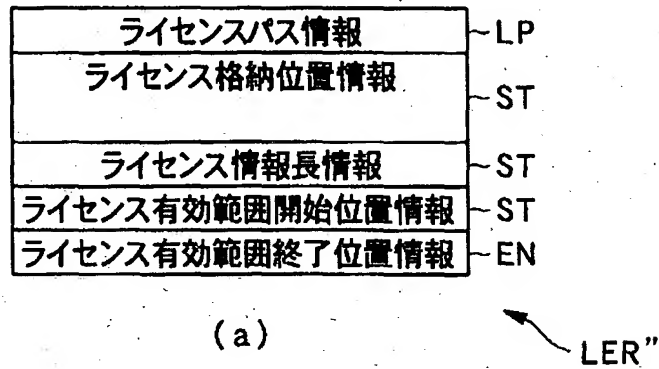 ライセンスパス情報 ~LP
ライセンス格納位置情報 ~ST
ライセンス情報長情報 ~ST
ライセンス有効範囲開始位置情報 ~ST
ライセンス有効範囲終了位置情報 ~EN
(a)
LER"